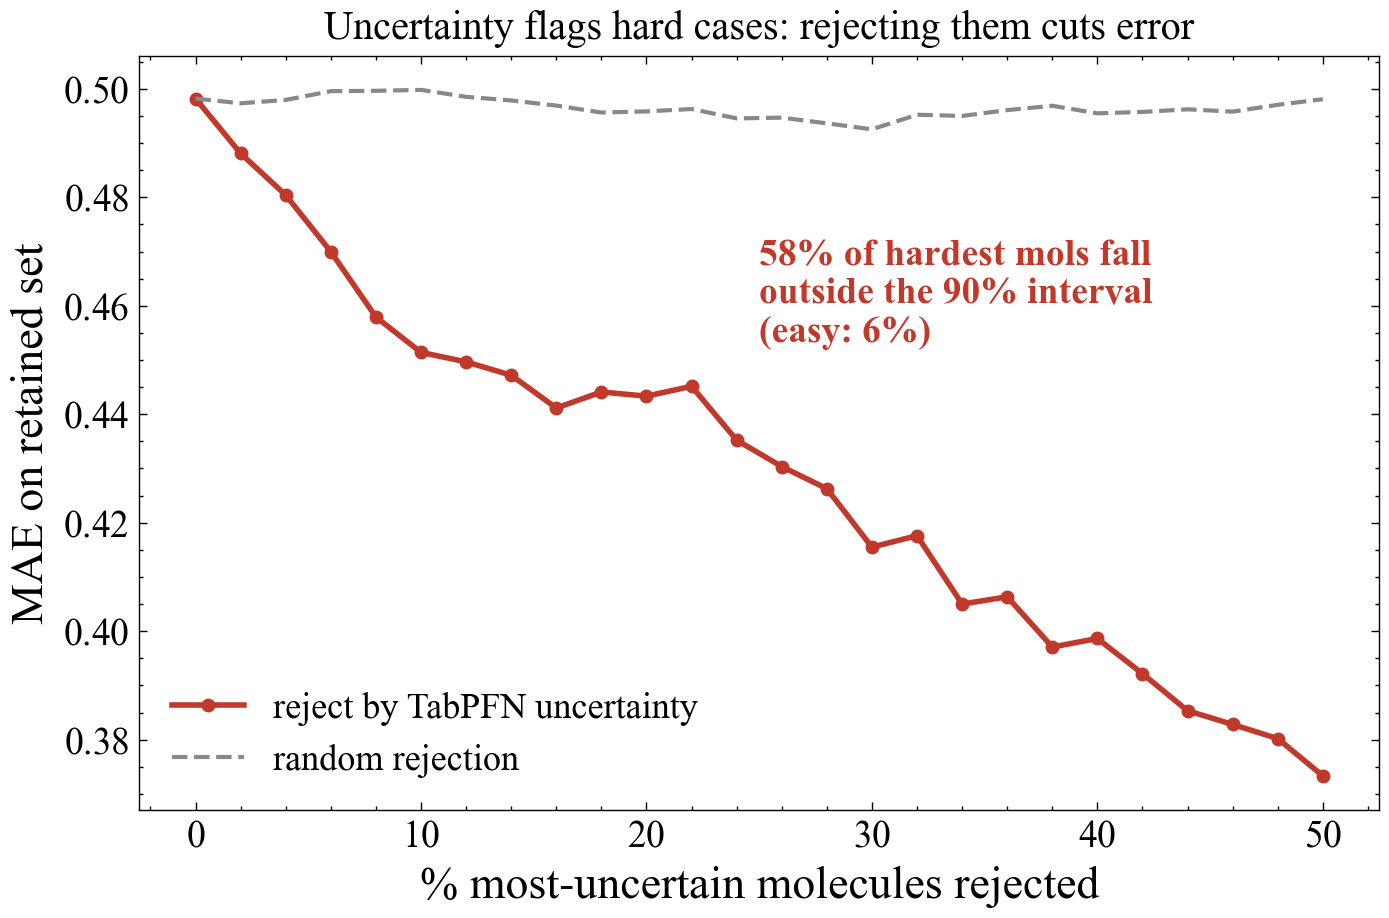 Uncertainty flags hard cases: rejecting them cuts error
MAE on retained set
0.50
0.48
0.46
0.44
0.42
0.40
0.38
58% of hardest mols fall
outside the 90% interval
(easy: 6%)
reject by TabPFN uncertainty
random rejection
0
10
20
30
40
50
% most-uncertain molecules rejected